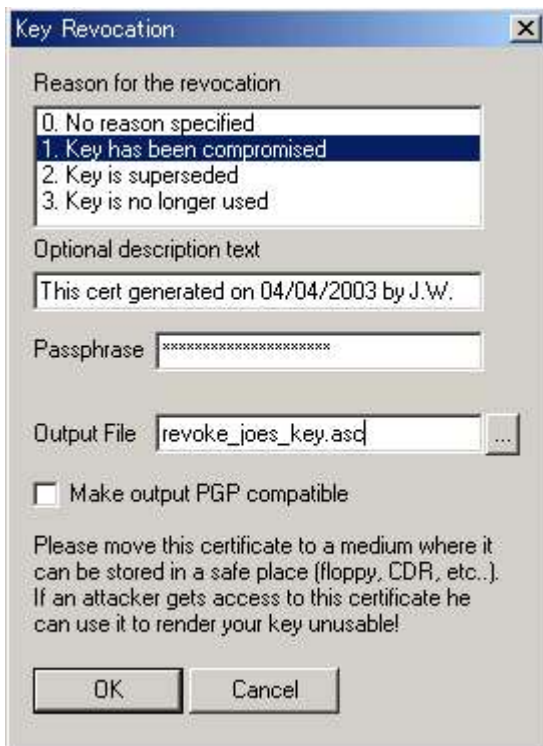 Key Revocation
Reason for the revocation
0. No reason specified
1. Key has been compromised
2. Key is superseded
3. Key is no longer used
Optional description text
This cert generated on 04/04/2003 by J.W.
Passphrase *********************
Output File revoke_joes_key.asc ...
Make output PGP compatible
Please move this certificate to a medium where it
can be stored in a safe place (floppy, CDR, etc..).
If an attacker gets access to this certificate he
can use it to render your key unusable!
OK Cancel